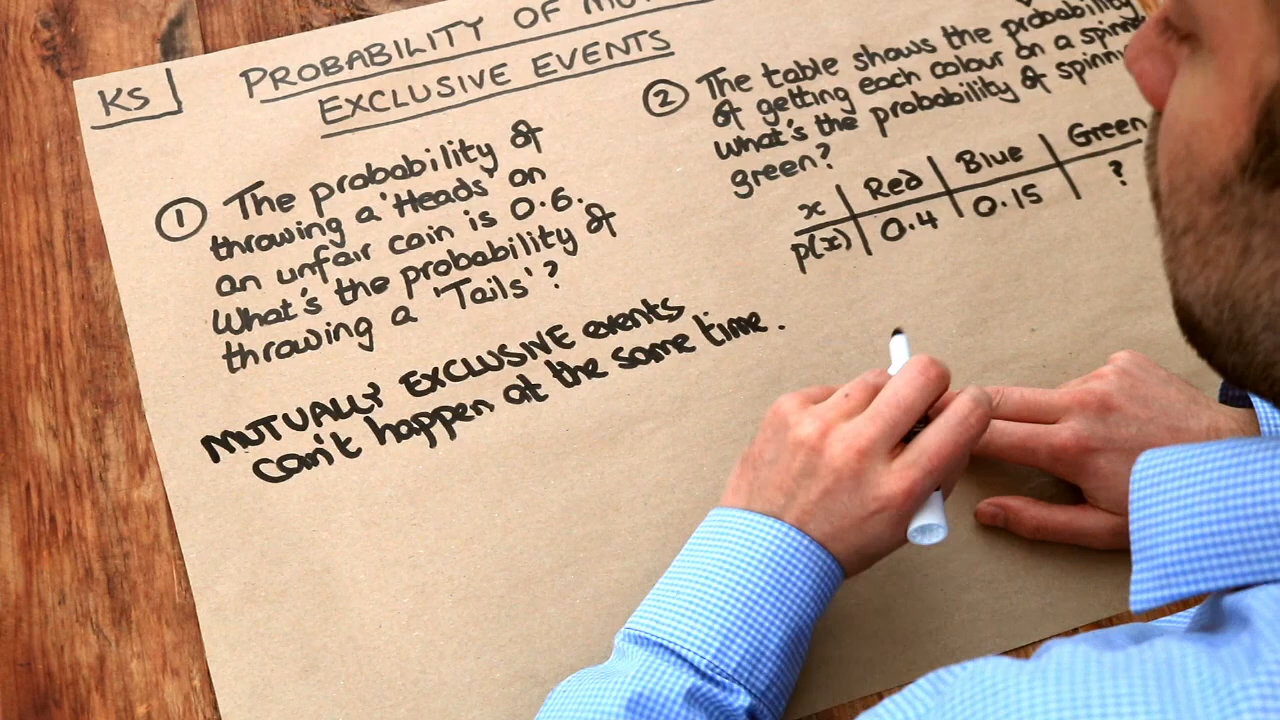 KS
PROBABILITY OF
EXCLUSIVE EVENTS
1 The probability of
throwing a 'Heads' on
an unfair coin is 0.6.
What's the probability of
throwing a 'Tails'?
MUTUALLY EXCLUSIVE events
can't happen at the same time.
2 The table shows the probability
of getting each colour on a
What's the probability of
green?
x Red Blue Green
p(x) 0.4 0.15 ?